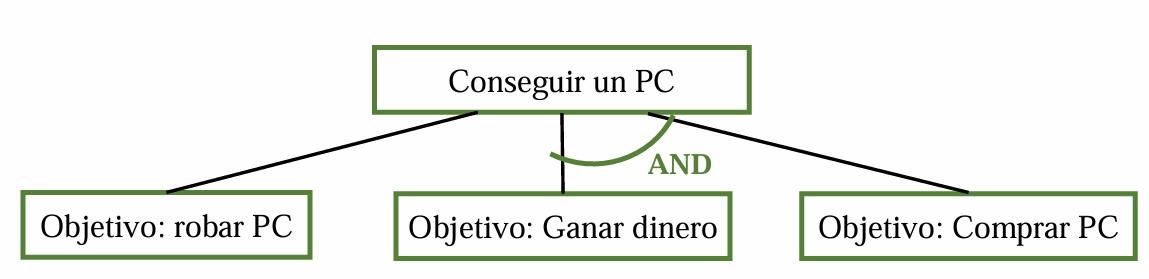 Conseguir un PC
AND
Objetivo: robar PC
Objetivo: Ganar dinero
Objetivo: Comprar PC